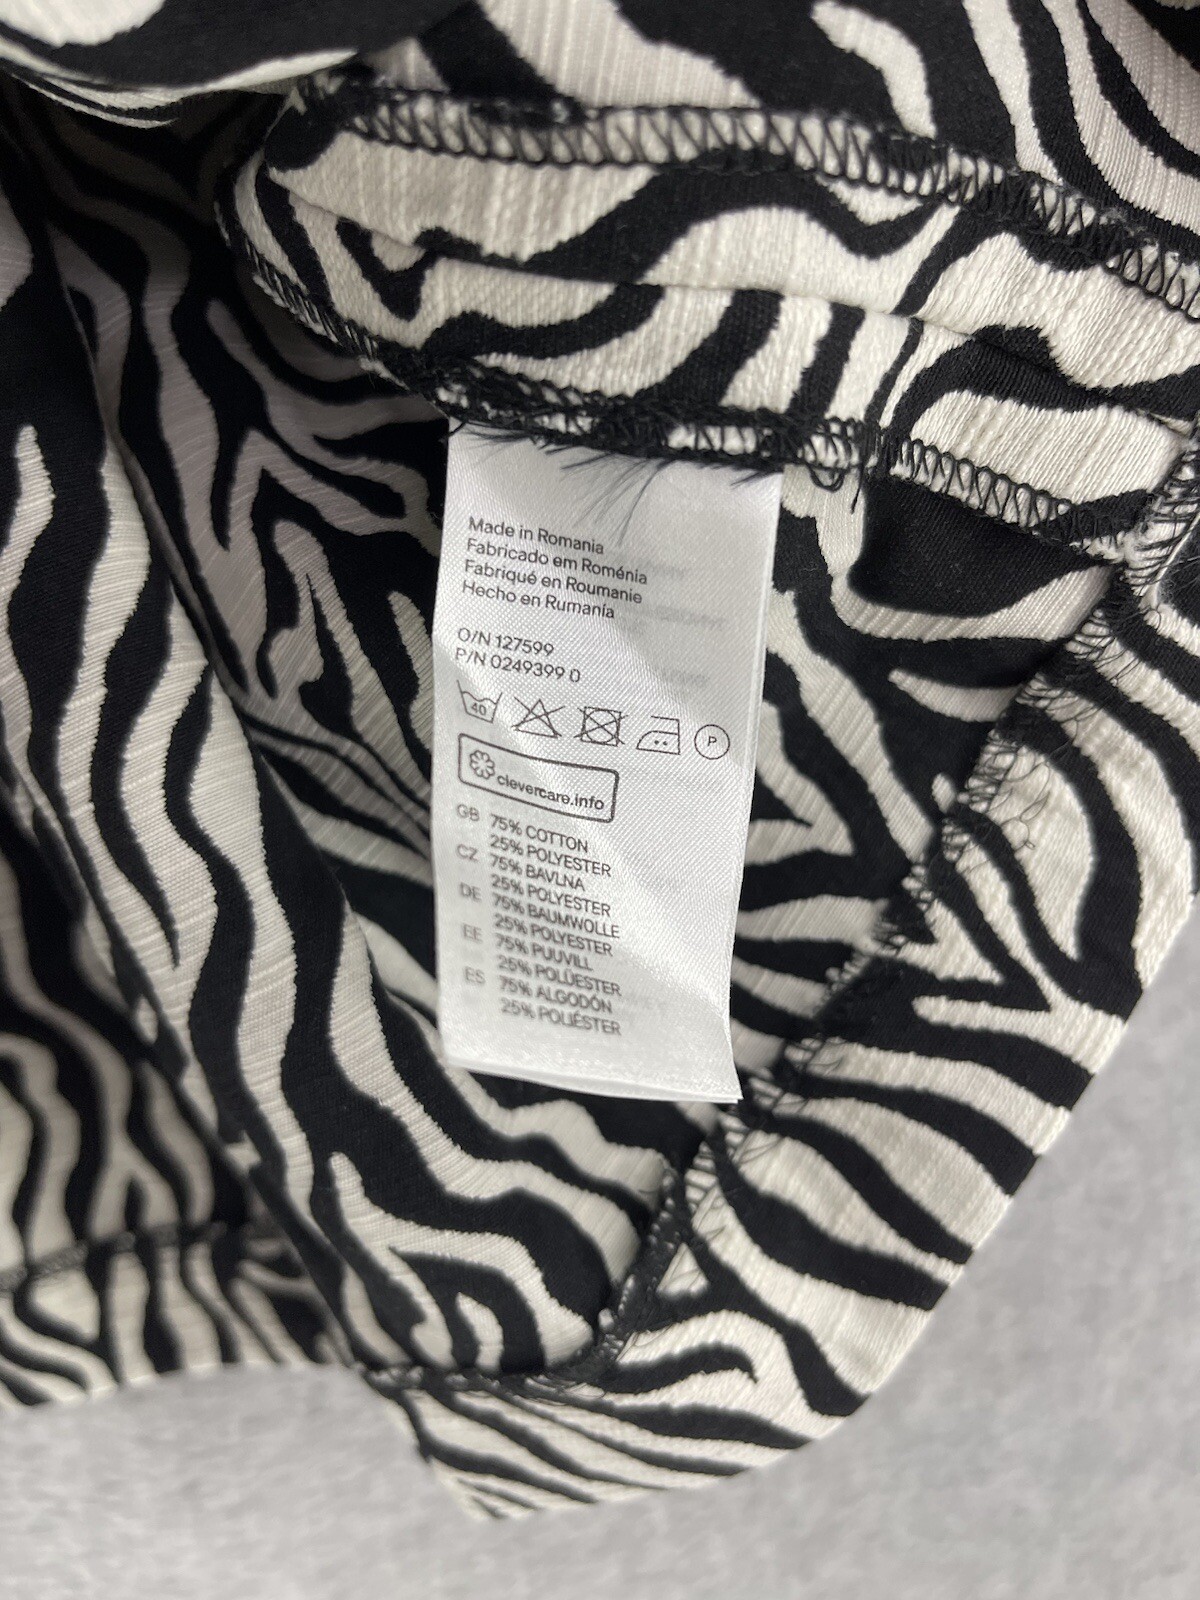 Made in Romania
Fabricado em Roménia
Fabriqué en Roumanie
Hecho en Rumanía
O/N 127599
P/N 0249399 0
40
P
clevercare.info
GB 75% COTTON
25% POLYESTER
CZ 75% BAVLNA
25% POLYESTER
DE 75% BAUMWOLLE
25% POLYESTER
EE 75% PUUVILL
25% POLÜESTER
ES 75% ALGODÓN
25% POLIÉSTER